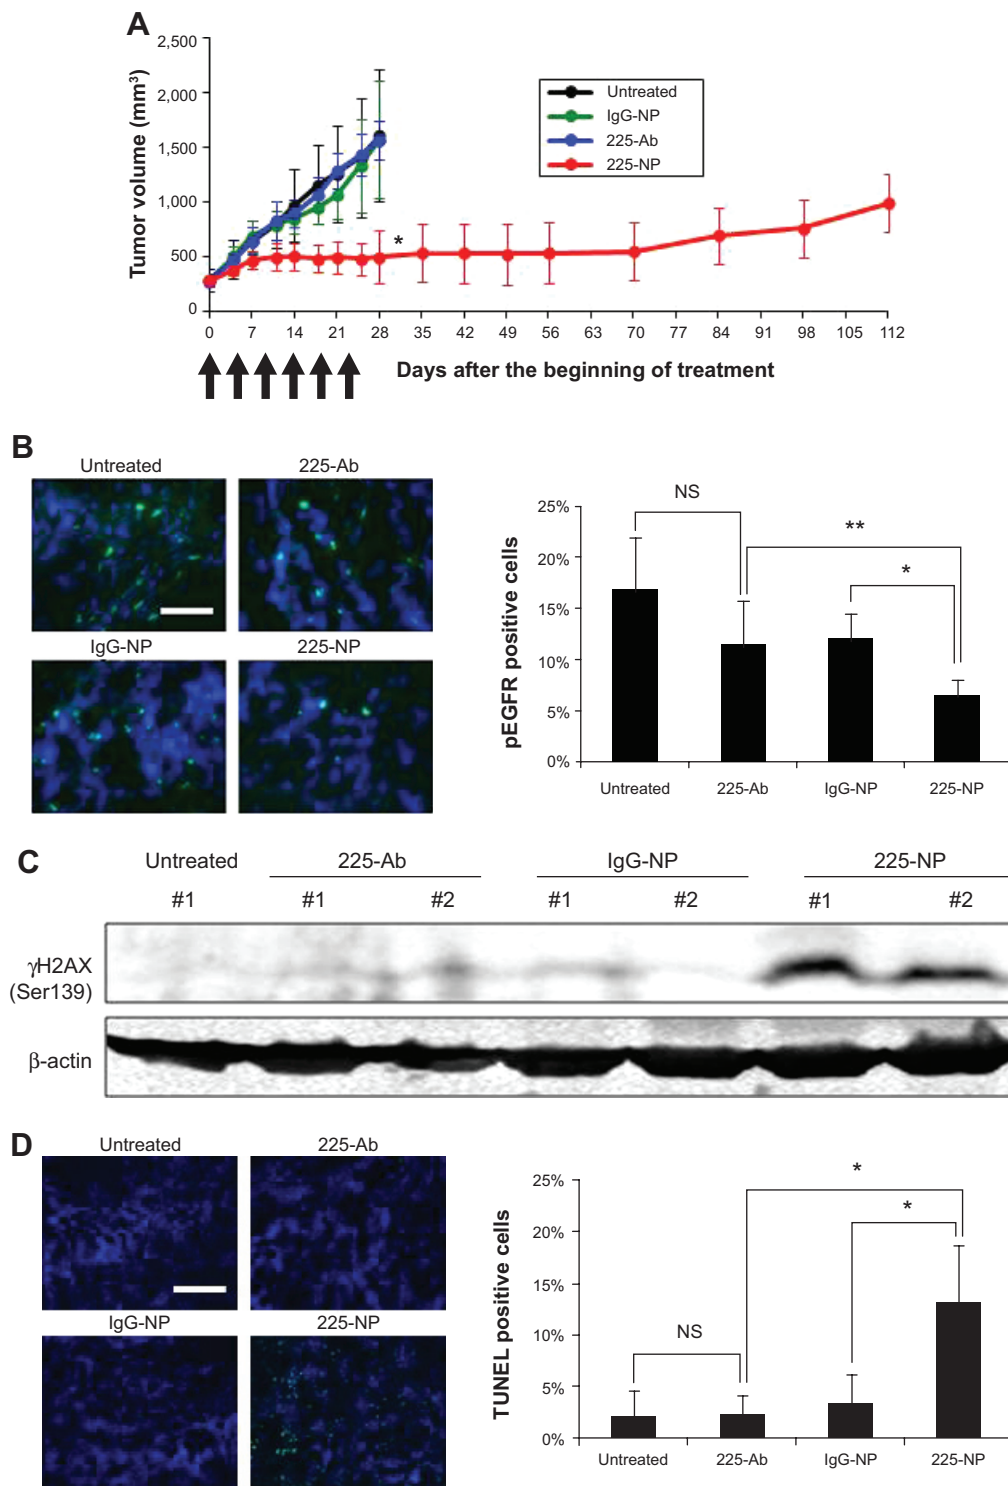 A
2,500
2,000
1,500
1,000
500
0
Tumor volume (mm³)
Untreated
IgG-NP
225-Ab
225-NP
*
0 7 14 21 28 35 42 49 56 63 70 77 84 91 98 105 112
Days after the beginning of treatment
B
Untreated 225-Ab
IgG-NP 225-NP
25%
20%
15%
10%
5%
0%
pEGFR positive cells
NS
**
*
Untreated 225-Ab IgG-NP 225-NP
C
Untreated 225-Ab IgG-NP 225-NP
#1 #1 #2 #1 #2 #1 #2
γH2AX
(Ser139)
β-actin
D
Untreated 225-Ab
IgG-NP 225-NP
25%
20%
15%
10%
5%
0%
TUNEL positive cells
*
*
NS
Untreated 225-Ab IgG-NP 225-NP